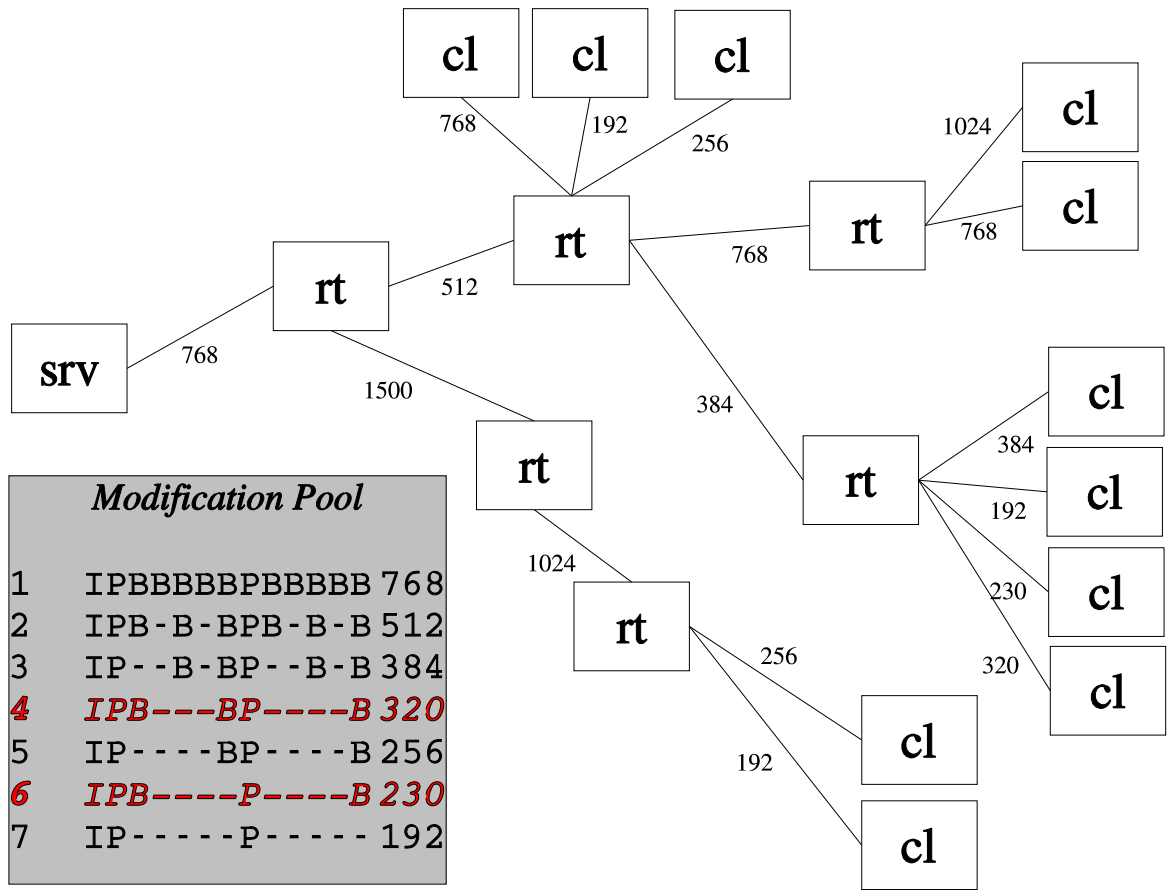 cl
cl
cl
768
192
256
1024
cl
cl
768
rt
rt
768
rt
512
srv
768
1500
384
rt
rt
cl
384
cl
192
cl
230
cl
320
1024
rt
256
192
cl
cl
Modification Pool
1 IPBBBBBPBBBBB 768
2 IPB-B-BPB-B-B 512
3 IP--B-BP--B-B 384
4 IPB---BP----B 320
5 IP----BP----B 256
6 IPB----P----B 230
7 IP-----P----- 192